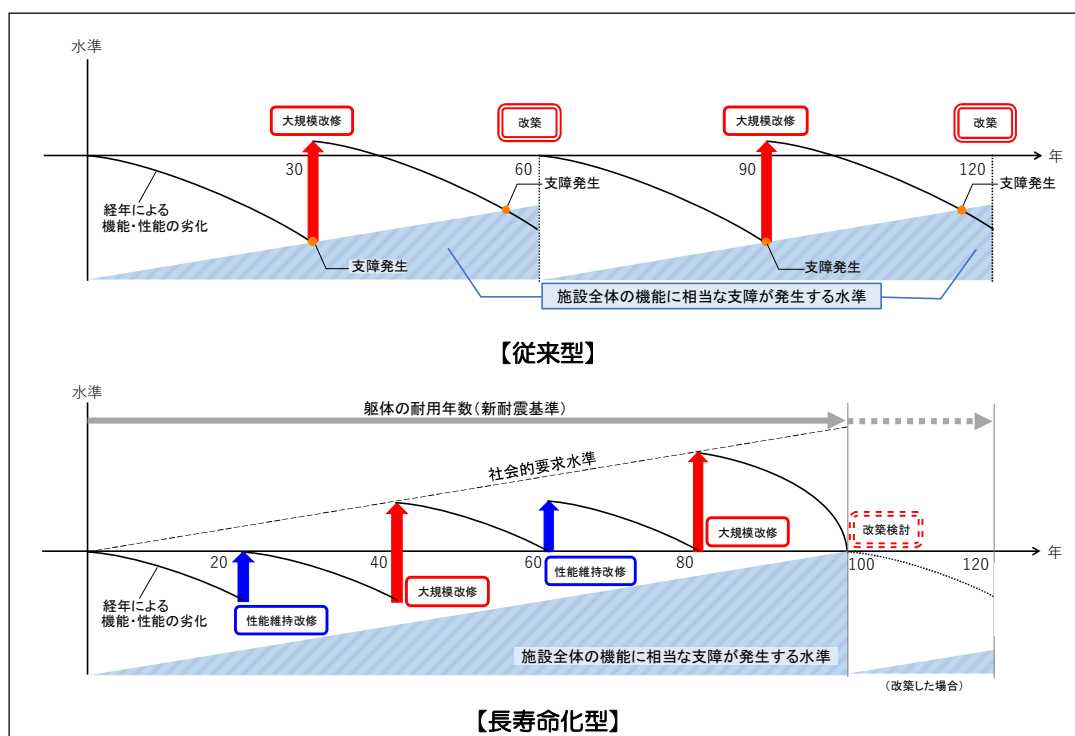 水準
大規模改修
改築
大規模改修
改築
30
60
90
120
年
支障発生
支障発生
経年による
機能・性能の劣化
支障発生
支障発生
施設全体の機能に相当な支障が発生する水準
【従来型】
水準
躯体の耐用年数(新耐震基準)
社会的要求水準
大規模改修
改築検討
20
40
60
80
100
120
年
性能維持改修
経年による
機能・性能の劣化
性能維持改修
大規模改修
施設全体の機能に相当な支障が発生する水準
(改築した場合)
【長寿命化型】